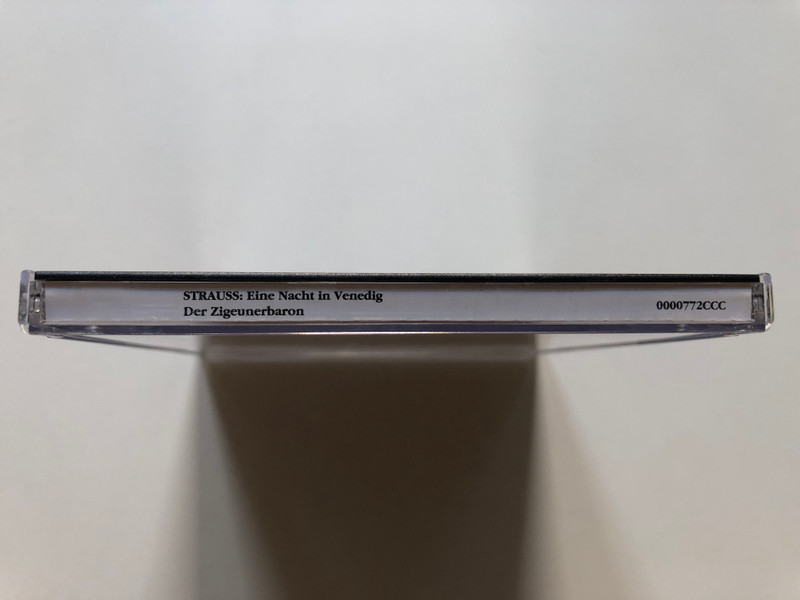 STRAUSS: Eine Nacht in Venedig
Der Zigeunerbaron
0000772CCC